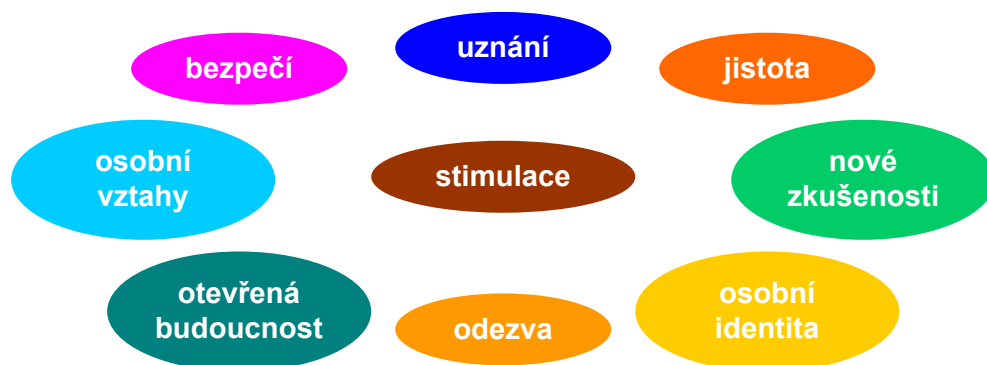 bezpečí
uznání
jistota
osobní
vztahy
stimulace
nové
zkušenosti
otevřená
budoucnost
odezva
osobní
identita